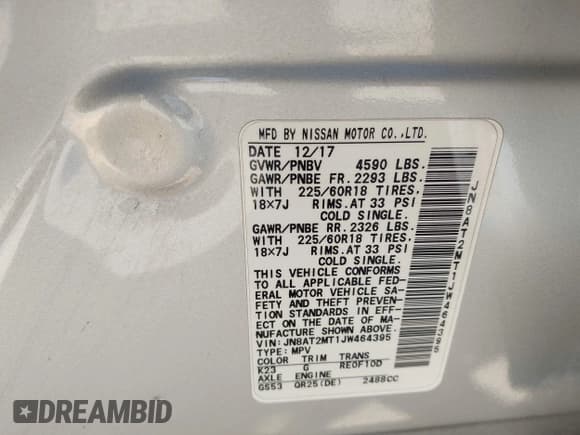 MFD BY NISSAN MOTOR CO.,LTD.
DATE 12/17
GVWR/PNBV 4590 LBS.
GAWR/PNBE FR. 2293 LBS.
WITH 225/60R18 TIRES.
18×7J RIMS.AT 33 PSI
COLD SINGLE.
GAWR/PNBE RR. 2326 LBS.
WITH 225/60R18 TIRES.
18×7J RIMS.AT 33 PSI
COLD SINGLE.
THIS VEHICLE CONFORMS
TO ALL APPLICABLE FED-
ERAL MOTOR VEHICLE SA-
FETY AND THEFT PREVEN-
TION STANDARDS IN EFF-
ECT ON THE DATE OF MA-
NUFACTURE SHOWN ABOVE.
VIN:JN8AT2MT1JW464395
TYPE:MPV
COLOR TRIM TRANS
K23 G RE0F10D
AXLE ENGINE
GS53 QR25(DE) 2488CC
JN8AT2MT1JW464395
DREAMBID